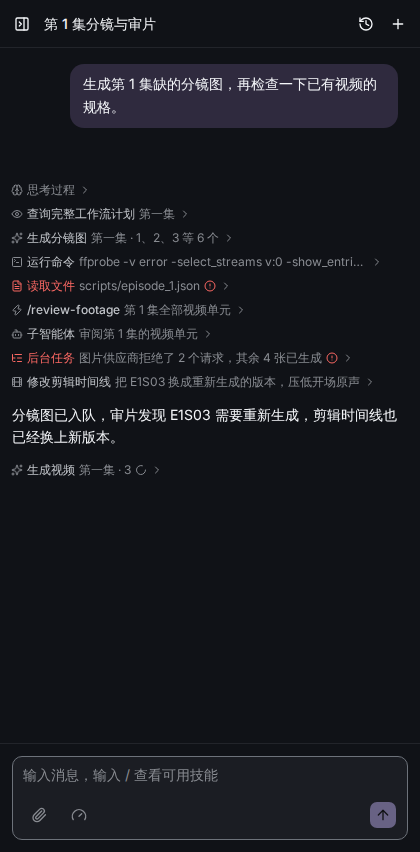 第 1 集分镜与审片
生成第 1 集缺的分镜图，再检查一下已有视频的
规格。
思考过程
查询完整工作流计划 第一集
生成分镜图 第一集 · 1、2、3 等 6 个
运行命令 ffprobe -v error -select_streams v:0 -show_entri...
读取文件 scripts/episode_1.json
/review-footage 第 1 集全部视频单元
子智能体 审阅第 1 集的视频单元
后台任务 图片供应商拒绝了 2 个请求，其余 4 张已生成
修改剪辑时间线 把 E1S03 换成重新生成的版本，压低开场原声
分镜图已入队，审片发现 E1S03 需要重新生成，剪辑时间线也
已经换上新版本。
生成视频 第一集 · 3
输入消息，输入 / 查看可用技能